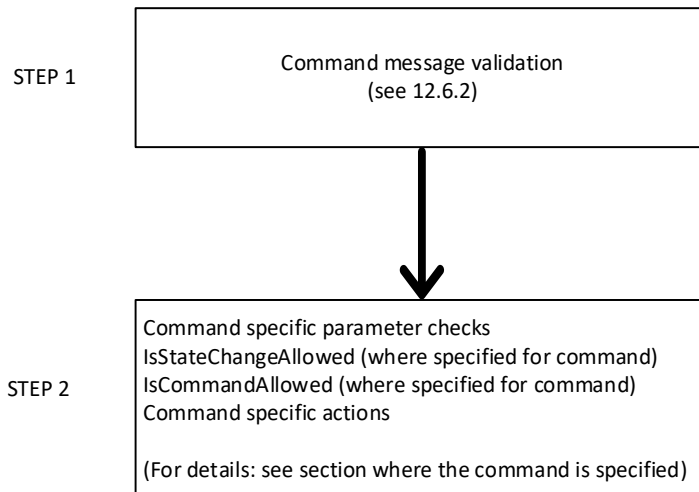 STEP 1
Command message validation
(see 12.6.2)
STEP 2
Command specific parameter checks
IsStateChangeAllowed (where specified for command)
IsCommandAllowed (where specified for command)
Command specific actions
(For details: see section where the command is specified)